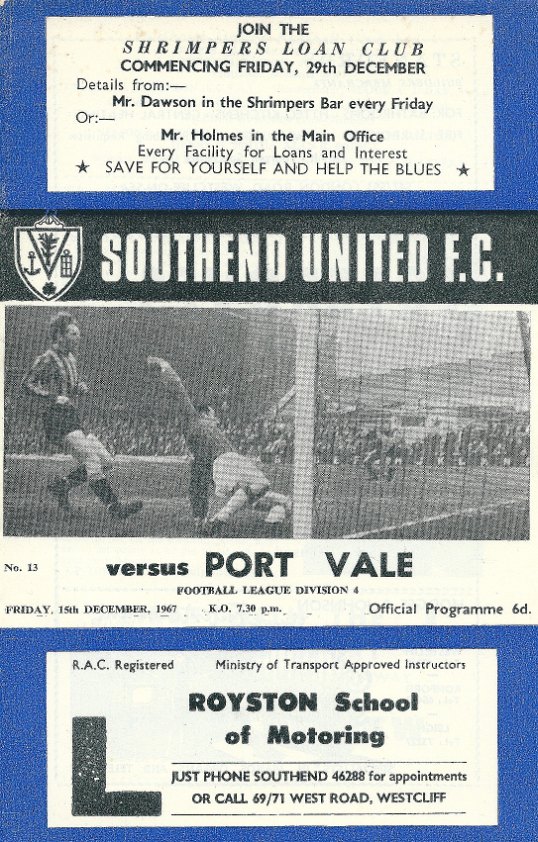 JOIN THE
SHRIMPERS LOAN CLUB
COMMENCING FRIDAY, 29th DECEMBER
Details from:—
Mr. Dawson in the Shrimpers Bar every Friday
Or:—
Mr. Holmes in the Main Office
Every Facility for Loans and Interest
★ SAVE FOR YOURSELF AND HELP THE BLUES ★
SOUTHEND UNITED F.C.
No. 13 versus PORT VALE
FOOTBALL LEAGUE DIVISION 4
FRIDAY, 15th DECEMBER, 1967 K.O. 7.30 p.m. Official Programme 6d.
R.A.C. Registered Ministry of Transport Approved Instructors
L
ROYSTON School
of Motoring
JUST PHONE SOUTHEND 46288 for appointments
OR CALL 69/71 WEST ROAD, WESTCLIFF